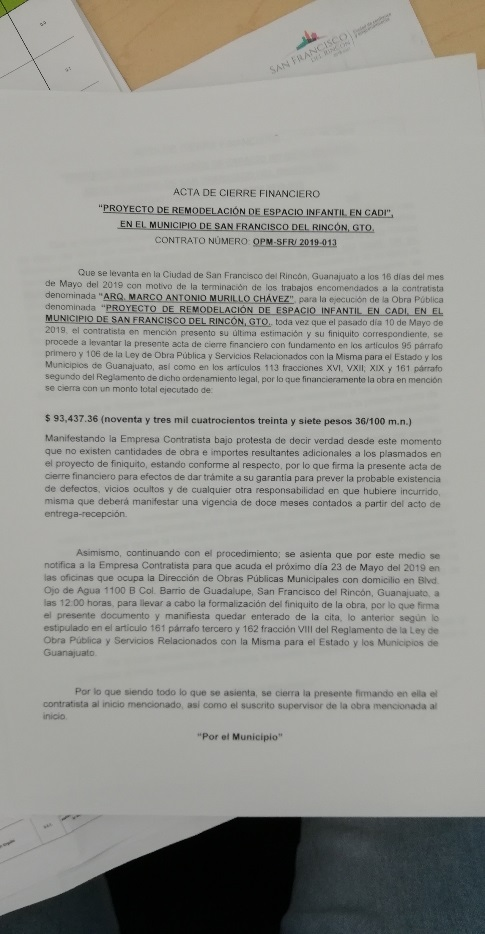 SAN FRANCISCO
DEL RINCÓN
ACTA DE CIERRE FINANCIERO
"PROYECTO DE REMODELACIÓN DE ESPACIO INFANTIL EN CADI",
EN EL MUNICIPIO DE SAN FRANCISCO DEL RINCÓN, GTO.
CONTRATO NÚMERO: OPM-SFR/ 2019-013
Que se levanta en la Ciudad de San Francisco del Rincón, Guanajuato a los 16 días del mes
de Mayo del 2019 con motivo de la terminación de los trabajos encomendados a la contratista
denominada "ARQ. MARCO ANTONIO MURILLO CHÁVEZ", para la ejecución de la Obra Pública
denominada "PROYECTO DE REMODELACIÓN DE ESPACIO INFANTIL EN CADI, EN EL
MUNICIPIO DE SAN FRANCISCO DEL RINCÓN, GTO., toda vez que el pasado día 10 de Mayo de
2019, el contratista en mención presento su última estimación y su finiquito correspondiente, se
procede a levantar la presente acta de cierre financiero con fundamento en los artículos 95 párrafo
primero y 106 de la Ley de Obra Pública y Servicios Relacionados con la Misma para el Estado y los
Municipios de Guanajuato, así como en los artículos 113 fracciones XVI, VXII, XIX y 161 párrafo
segundo del Reglamento de dicho ordenamiento legal, por lo que financieramente la obra en mención
se cierra con un monto total ejecutado de:
$ 93,437.36 (noventa y tres mil cuatrocientos treinta y siete pesos 36/100 m.n.)
Manifestando la Empresa Contratista bajo protesta de decir verdad desde este momento
que no existen cantidades de obra e importes resultantes adicionales a los plasmados en
el proyecto de finiquito, estando conforme al respecto, por lo que firma la presente acta de
cierre financiero para efectos de dar trámite a su garantía para prever la probable existencia
de defectos, vicios ocultos y de cualquier otra responsabilidad en que hubiere incurrido,
misma que deberá manifestar una vigencia de doce meses contados a partir del acto de
entrega-recepción.
Asimismo, continuando con el procedimiento; se asienta que por este medio se
notifica a la Empresa Contratista para que acuda el próximo día 23 de Mayo del 2019 en
las oficinas que ocupa la Dirección de Obras Públicas Municipales con domicilio en Blvd.
Ojo de Agua 1100 B Col. Barrio de Guadalupe, San Francisco del Rincón, Guanajuato, a
las 12:00 horas, para llevar a cabo la formalización del finiquito de la obra, por lo que firma
el presente documento y manifiesta quedar enterado de la cita, lo anterior según lo
estipulado en el artículo 161 párrafo tercero y 162 fracción VIII del Reglamento de la Ley de
Obra Pública y Servicios Relacionados con la Misma para el Estado y los Municipios de
Guanajuato.
Por lo que siendo todo lo que se asienta, se cierra la presente firmando en ella el
contratista al inicio mencionado, así como el suscrito supervisor de la obra mencionada al
inicio.
"Por el Municipio"